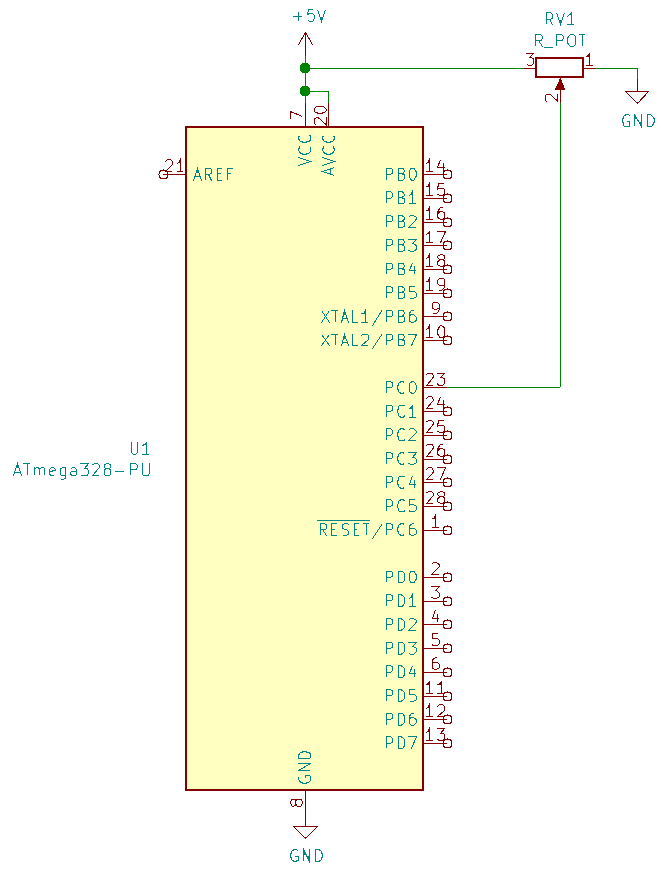 +5V
RV1
R_POT
3
1
2
GND
7
20
VCC
AVCC
21
AREF
PB0
14
PB1
15
PB2
16
PB3
17
PB4
18
PB5
19
XTAL1/PB6
9
XTAL2/PB7
10
PC0
23
PC1
24
PC2
25
PC3
26
PC4
27
PC5
28
RESET/PC6
1
U1
ATmega328-PU
PD0
2
PD1
3
PD2
4
PD3
5
PD4
6
PD5
11
PD6
12
PD7
13
GND
8
GND